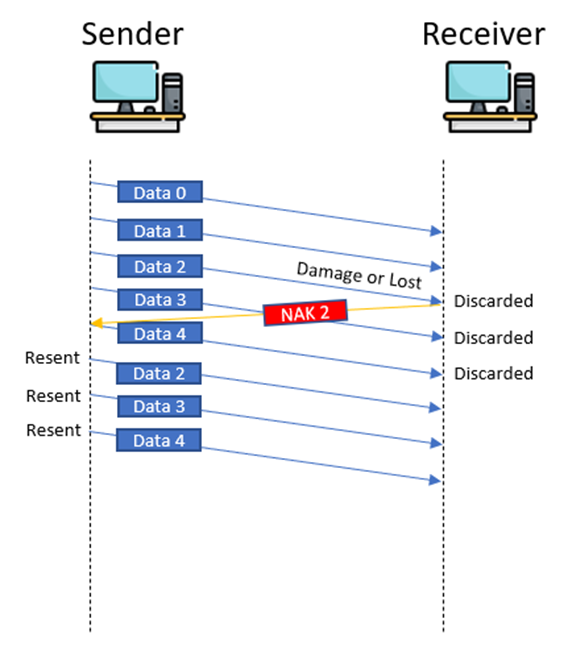 Sender
Receiver
Data 0
Data 1
Data 2
Damage or Lost
Data 3
NAK 2
Discarded
Data 4
Discarded
Resent
Data 2
Discarded
Resent
Data 3
Resent
Data 4